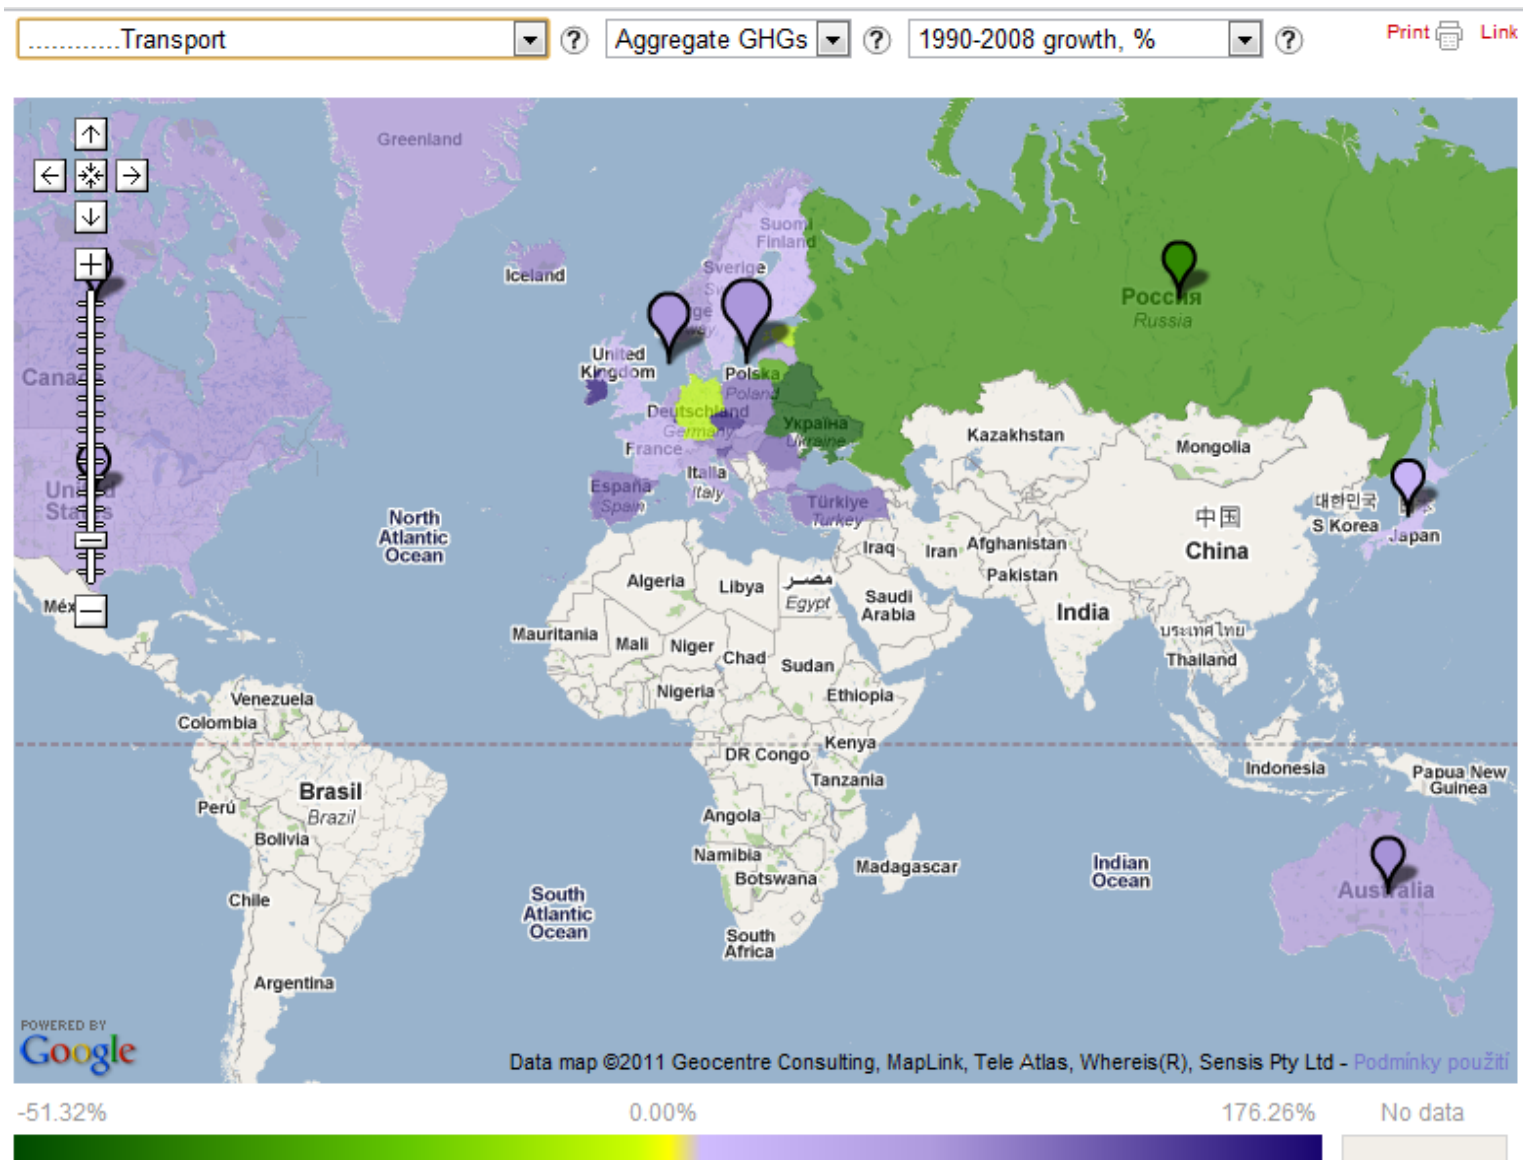 ............Transport
Aggregate GHGs
1990-2008 growth, %
Print
Link
Greenland
Suomi
Finland
Iceland
Sverige
Россия
Russia
United
Kingdom
Polska
Poland
Canada
Deutschland
Germany
Україна
Ukraine
Kazakhstan
Mongolia
France
Italia
Italy
España
Spain
Türkiye
Turkey
United
States
North
Atlantic
Ocean
中国
China
대한민국
S Korea
Japan
Iraq
Iran
Afghanistan
Pakistan
Algeria
Libya
مصر
Egypt
Saudi
Arabia
India
Méx
Mauritania
Mali
Niger
Chad
Sudan
ประเทศไทย
Thailand
Nigeria
Ethiopia
Venezuela
Colombia
DR Congo
Kenya
Tanzania
Indonesia
Papua New
Guinea
Brasil
Brazil
Perú
Bolivia
Angola
Namibia
Botswana
Madagascar
Indian
Ocean
Australia
Chile
South
Atlantic
Ocean
South
Africa
Argentina
POWERED BY
Google
Data map ©2011 Geocentre Consulting, MapLink, Tele Atlas, Whereis(R), Sensis Pty Ltd - Podmínky použití
-51.32%
0.00%
176.26%
No data